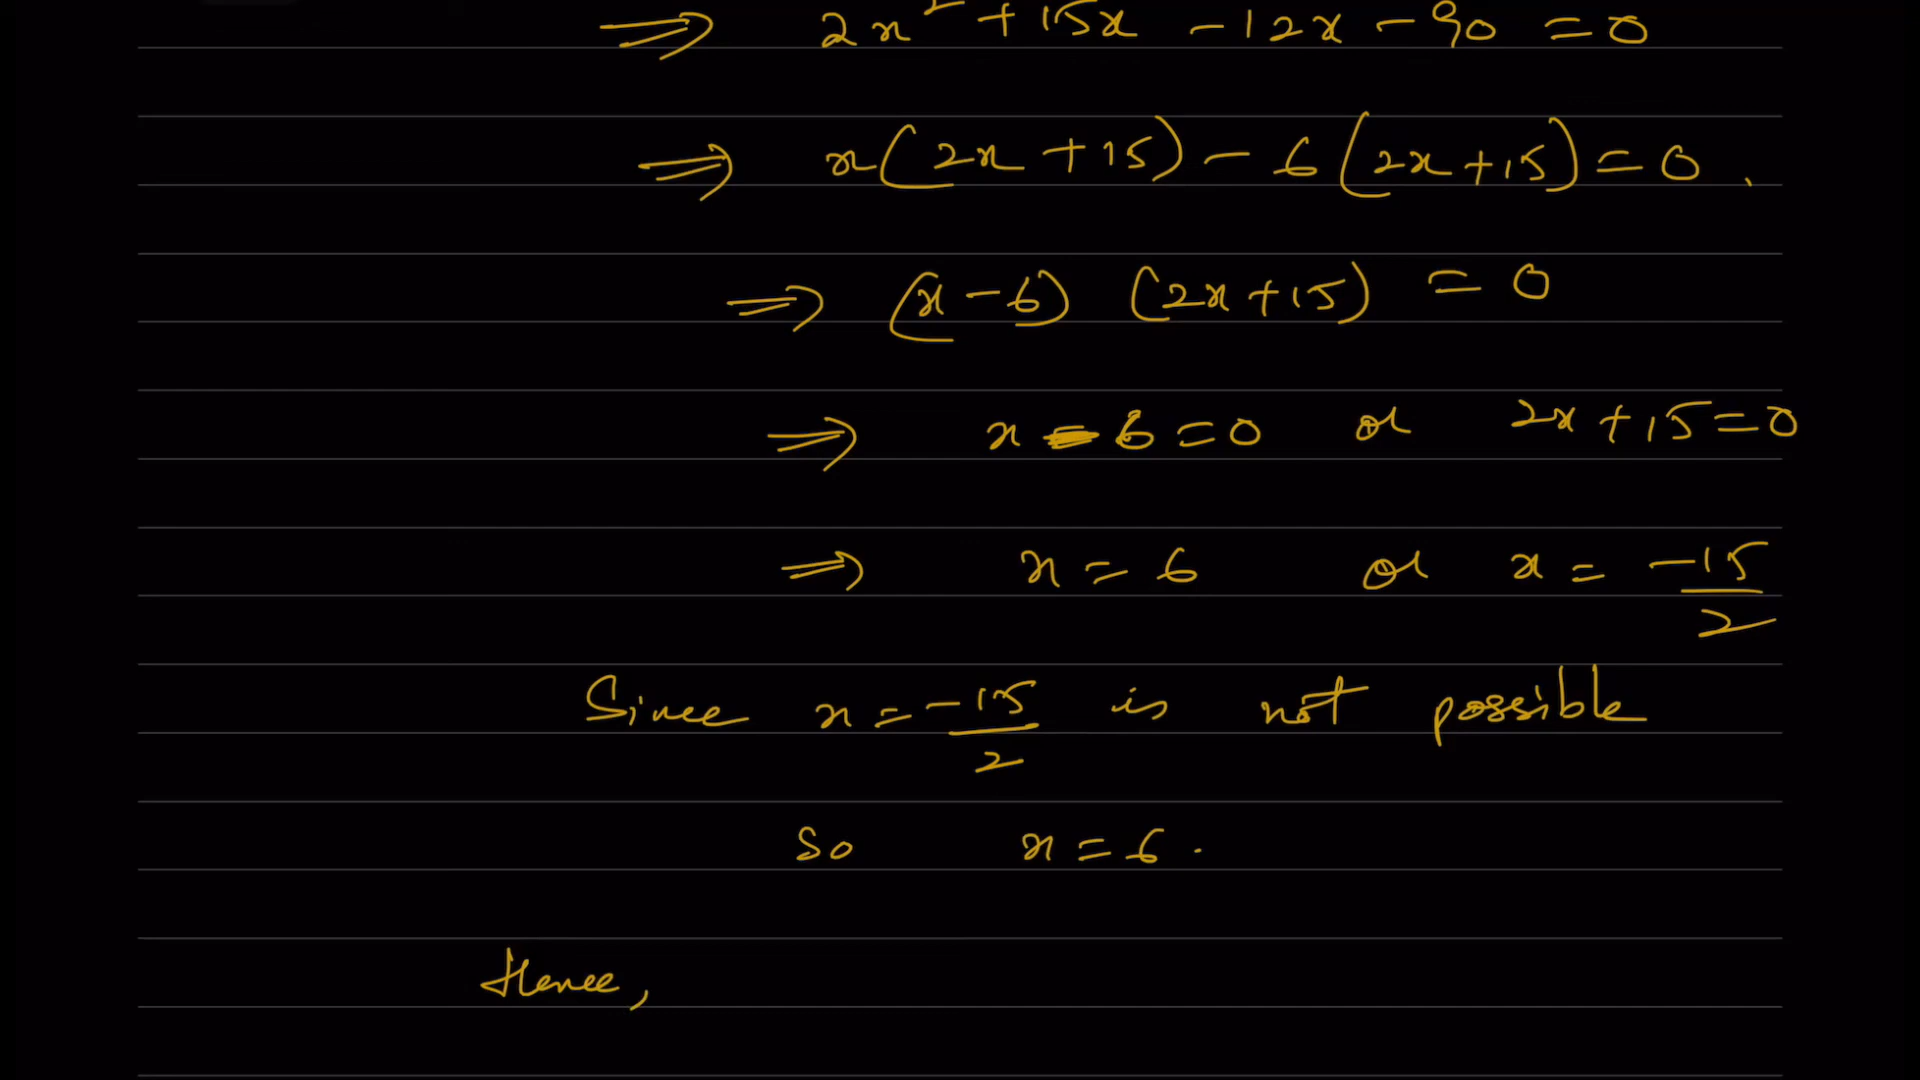 ⇒ 2x² + 15x - 12x - 90 = 0
⇒ x(2x + 15) - 6(2x + 15) = 0.
⇒ (x - 6) (2x + 15) = 0
⇒ x - 6 = 0 or 2x + 15 = 0
⇒ x = 6 or x = -15/2
Since x = -15/2 is not possible
So x = 6.
Hence,